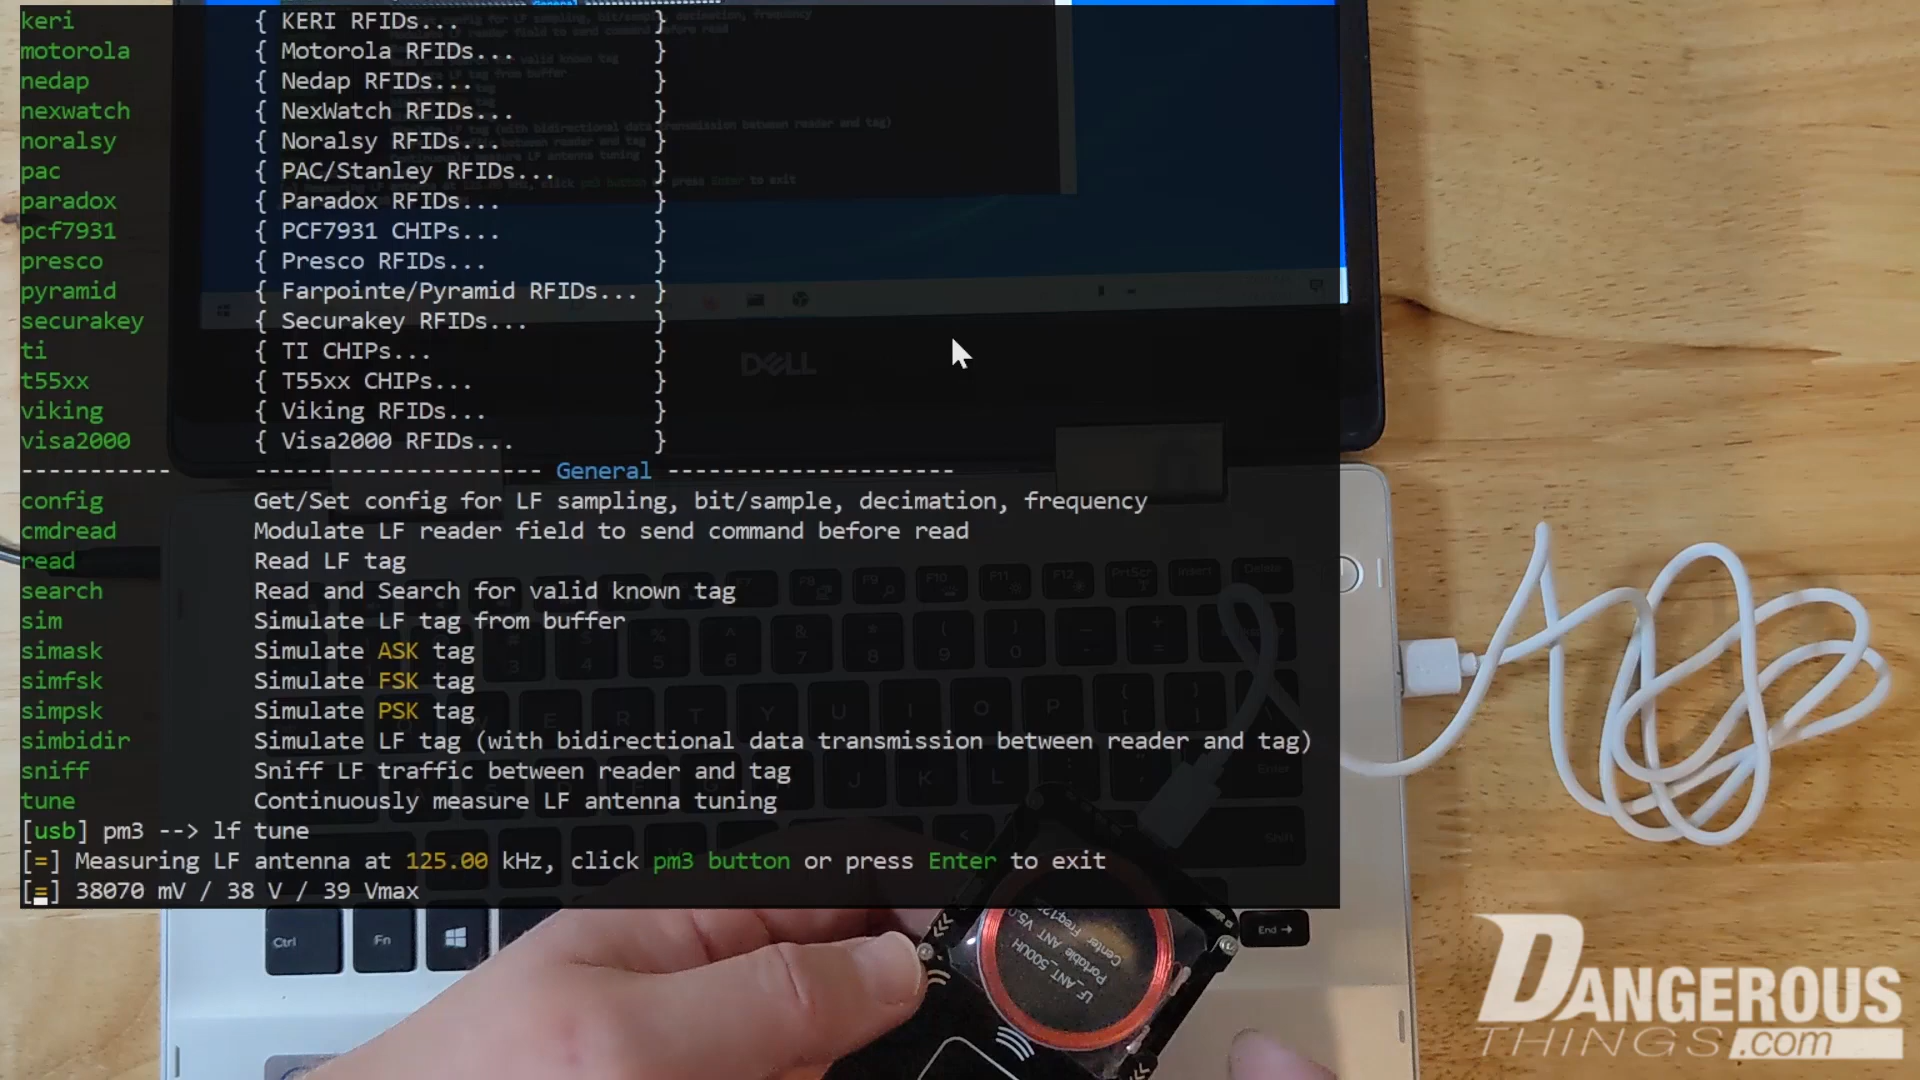 keri { KERI RFIDs... }
motorola { Motorola RFIDs... }
nedap { Nedap RFIDs... }
nexwatch { NexWatch RFIDs... }
noralsy { Noralsy RFIDs... }
pac { PAC/Stanley RFIDs... }
paradox { Paradox RFIDs... }
pcf7931 { PCF7931 CHIPs... }
presco { Presco RFIDs... }
pyramid { Farpointe/Pyramid RFIDs... }
securakey { Securakey RFIDs... }
ti { TI CHIPs... }
t55xx { T55xx CHIPs... }
viking { Viking RFIDs... }
visa2000 { Visa2000 RFIDs... }
----------- --------------------- General ---------------------
config Get/Set config for LF sampling, bit/sample, decimation, frequency
cmdread Modulate LF reader field to send command before read
read Read LF tag
search Read and Search for valid known tag
sim Simulate LF tag from buffer
simask Simulate ASK tag
simfsk Simulate FSK tag
simpsk Simulate PSK tag
simbidir Simulate LF tag (with bidirectional data transmission between reader and tag)
sniff Sniff LF traffic between reader and tag
tune Continuously measure LF antenna tuning
[usb] pm3 --> lf tune
[=] Measuring LF antenna at 125.00 kHz, click pm3 button or press Enter to exit
[=] 38070 mV / 38 V / 39 Vmax
DELL
Ctrl
Fn
End →
LF_ANT_500UH
Portable ANT V5.0
DANGEROUS
THINGS.com